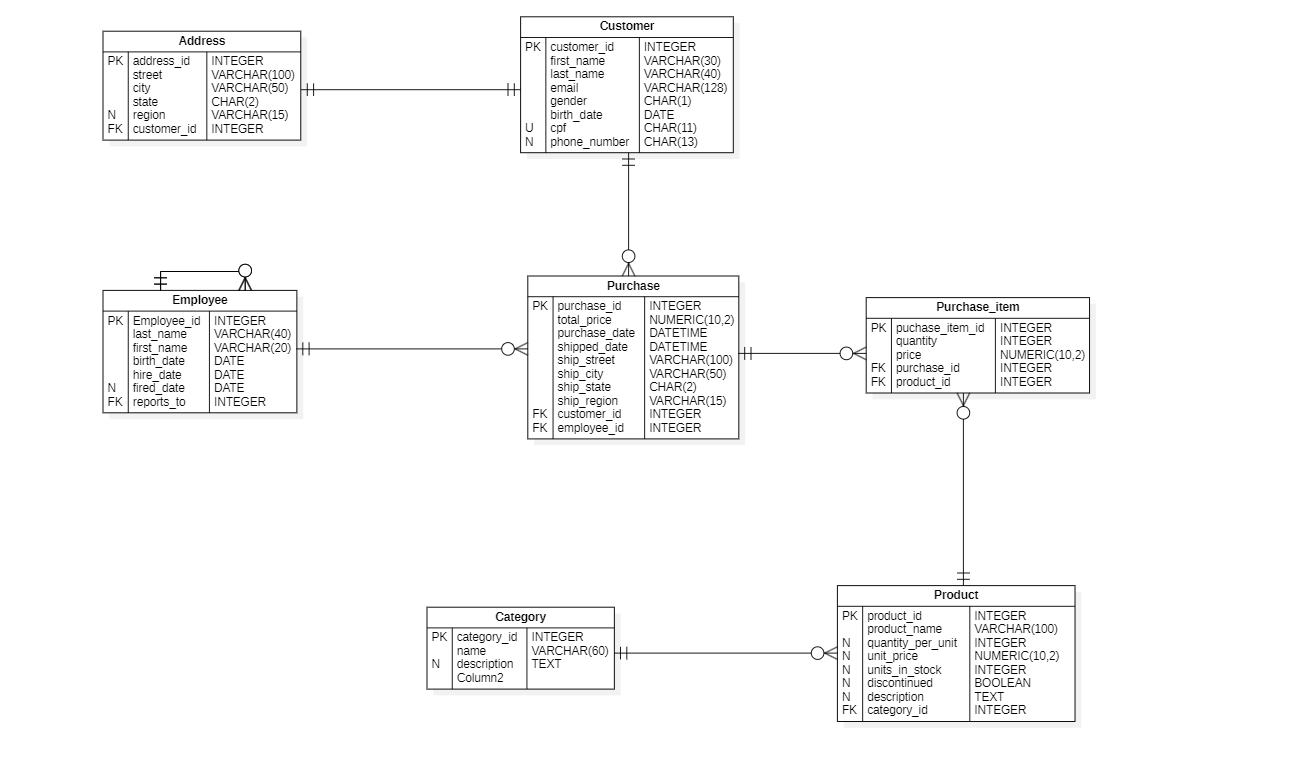 Address
PK address_id INTEGER
street VARCHAR(100)
city VARCHAR(50)
state CHAR(2)
N region VARCHAR(15)
FK customer_id INTEGER
Customer
PK customer_id INTEGER
first_name VARCHAR(30)
last_name VARCHAR(40)
email VARCHAR(128)
gender CHAR(1)
birth_date DATE
U cpf CHAR(11)
N phone_number CHAR(13)
Employee
PK Employee_id INTEGER
last_name VARCHAR(40)
first_name VARCHAR(20)
birth_date DATE
hire_date DATE
N fired_date DATE
FK reports_to INTEGER
Purchase
PK purchase_id INTEGER
total_price NUMERIC(10,2)
purchase_date DATETIME
shipped_date DATETIME
ship_street VARCHAR(100)
ship_city VARCHAR(50)
ship_state CHAR(2)
ship_region VARCHAR(15)
FK customer_id INTEGER
FK employee_id INTEGER
Purchase_item
PK puchase_item_id INTEGER
quantity INTEGER
price NUMERIC(10,2)
FK purchase_id INTEGER
FK product_id INTEGER
Category
PK category_id INTEGER
name VARCHAR(60)
N description TEXT
Column2
Product
PK product_id INTEGER
product_name VARCHAR(100)
N quantity_per_unit INTEGER
N unit_price NUMERIC(10,2)
N units_in_stock INTEGER
N discontinued BOOLEAN
N description TEXT
FK category_id INTEGER